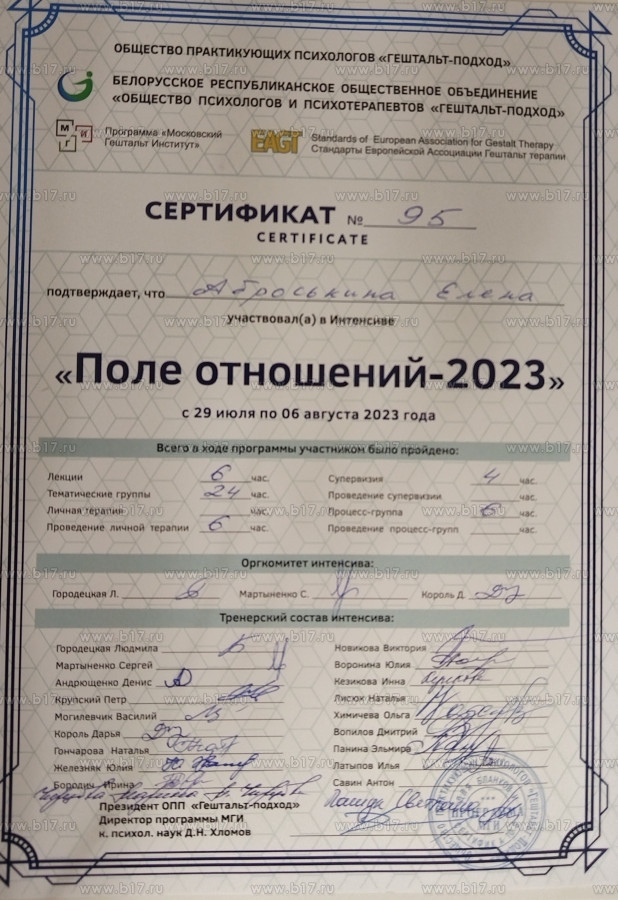 ОБЩЕСТВО ПРАКТИКУЮЩИХ ПСИХОЛОГОВ «ГЕШТАЛЬТ-ПОДХОД»
БЕЛОРУССКОЕ РЕСПУБЛИКАНСКОЕ ОБЩЕСТВЕННОЕ ОБЪЕДИНЕНИЕ
«ОБЩЕСТВО ПСИХОЛОГОВ И ПСИХОТЕРАПЕВТОВ «ГЕШТАЛЬТ-ПОДХОД»
М И Г
Программа «Московский
Гештальт Институт»
EAGT
Standards of European Association for Gestalt Therapy
Стандарты Европейской Ассоциации Гештальт терапии
СЕРТИФИКАТ № 95
CERTIFICATE
подтверждает, что Аброськина Елена
участвовал(а) в Интенсиве
«Поле отношений-2023»
с 29 июля по 06 августа 2023 года
Всего в ходе программы участником было пройдено:
Лекции 6 час.
Тематические группы 24 час.
Личная терапия час.
Проведение личной терапии 6 час.
Супервизия 4 час.
Проведение супервизии час.
Процесс-группа 6 час.
Проведение процесс-групп час.
Оргкомитет интенсива:
Городецкая Л. Мартыненко С. Король Д.
Тренерский состав интенсива:
Городецкая Людмила
Мартыненко Сергей
Андрющенко Денис
Крупский Петр
Могилевчик Василий
Король Дарья
Гончарова Наталья
Железняк Юлия
Бородич Ирина
Новикова Виктория
Воронина Юлия
Кезикова Инна
Лисюк Наталья
Химичева Ольга
Вопилов Дмитрий
Панина Эльмира
Латыпов Илья
Савин Антон
Президент ОПП «Гештальт-подход»
Директор программы МГИ
к. психол. наук Д.Н. Хломов
www.b17.ru